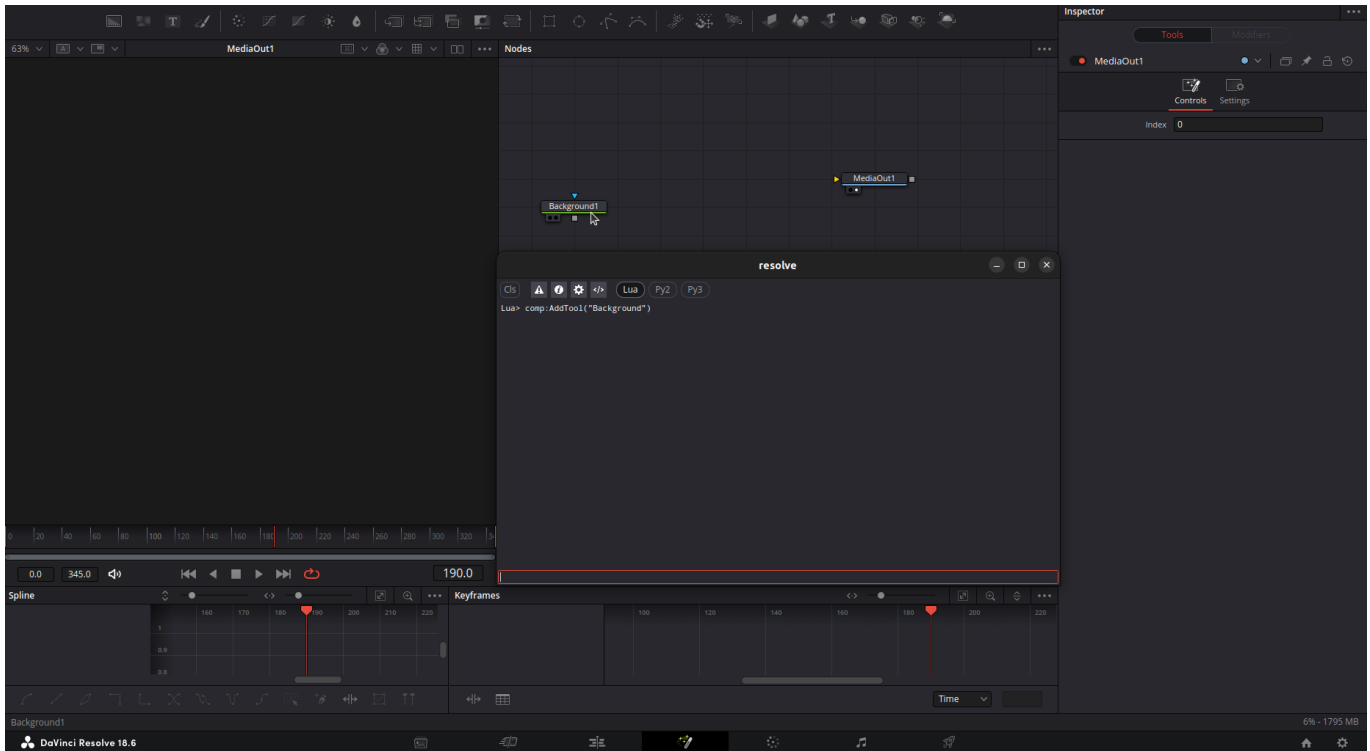 Inspector
63%
MediaOut1
Nodes
Tools
Modifiers
MediaOut1
Controls
Settings
Index
0
MediaOut1
Background1
resolve
Cls
Lua
Py2
Py3
Lua> comp:AddTool("Background")
0 20 40 60 80 100 120 140 160 180 200 220 240 260 280 300 320
0.0
345.0
190.0
Spline
Keyframes
160 170 180 190 200 210 220
1
0.9
0.8
100 120 140 160 180 200 220
Time
Background1
6% - 1795 MB
DaVinci Resolve 18.6